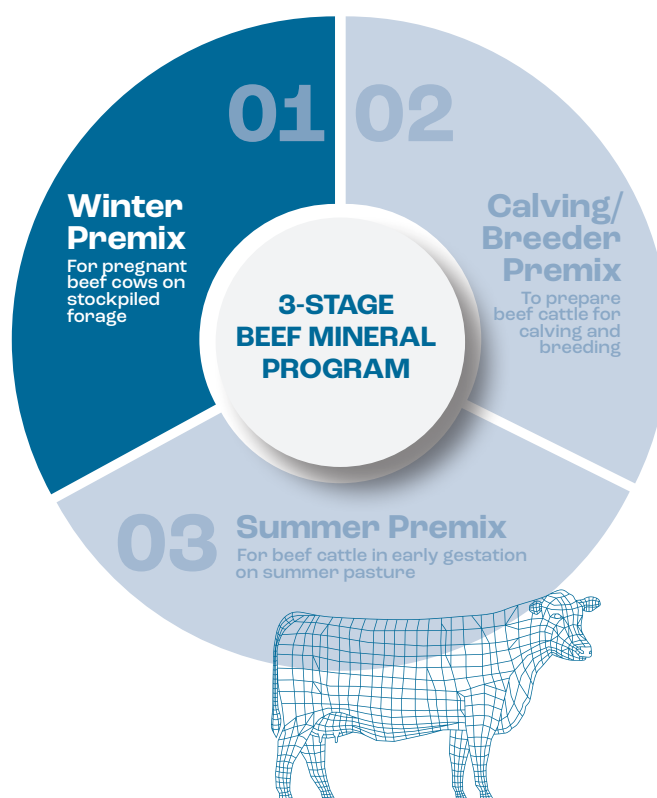 01
Winter
Premix
For pregnant
beef cows on
stockpiled
forage
02
Calving/
Breeder
Premix
To prepare
beef cattle for
calving and
breeding
3-STAGE
BEEF MINERAL
PROGRAM
03
Summer Premix
For beef cattle in early gestation
on summer pasture